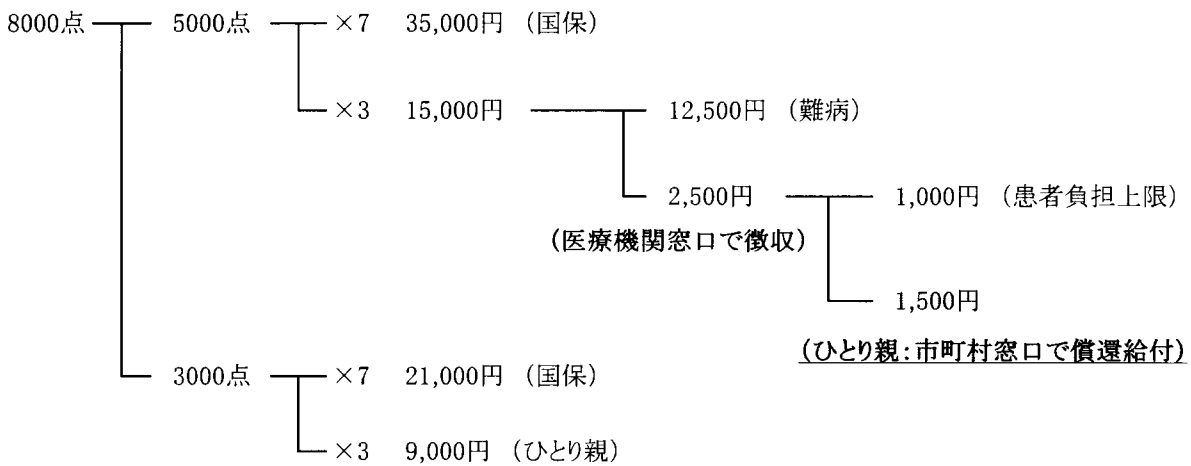 8000点 5000点 ×7 35,000円 (国保)
×3 15,000円 12,500円 (難病)
2,500円 1,000円 (患者負担上限)
(医療機関窓口で徴収)
1,500円
(ひとり親:市町村窓口で償還給付)
3000点 ×7 21,000円 (国保)
×3 9,000円 (ひとり親)